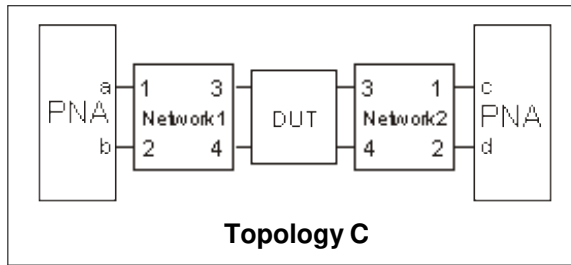 a 1 3 3 1 c
PNA Network1 DUT Network2 PNA
b 2 4 4 2 d
Topology C